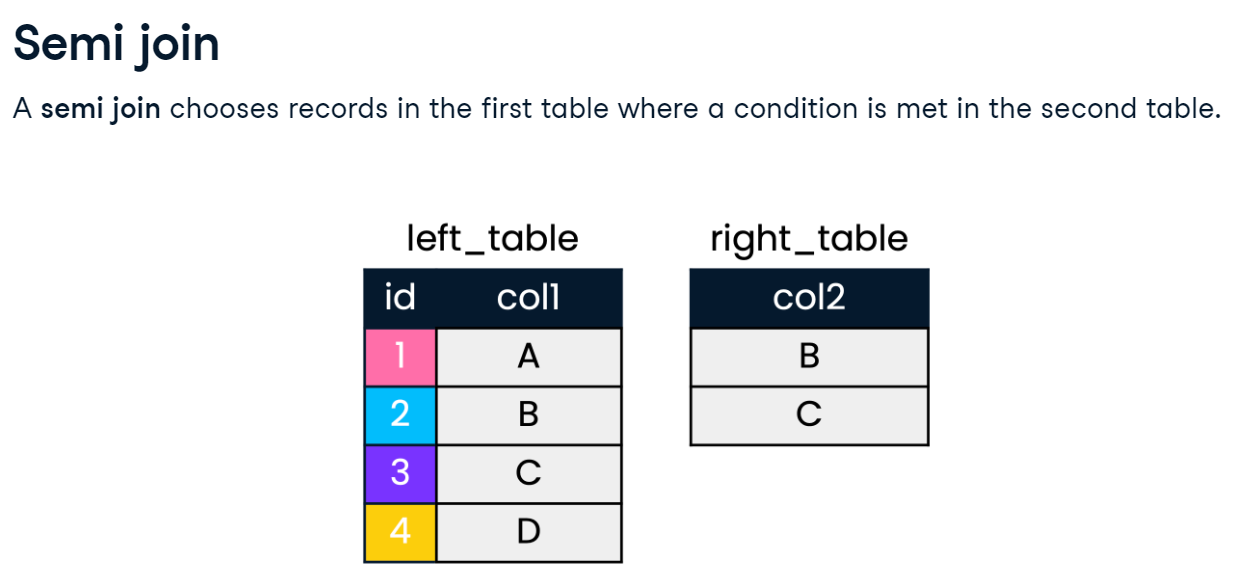 Semi join
A semi join chooses records in the first table where a condition is met in the second table.
left_table right_table
id col1 col2
1 A B
2 B C
3 C
4 D